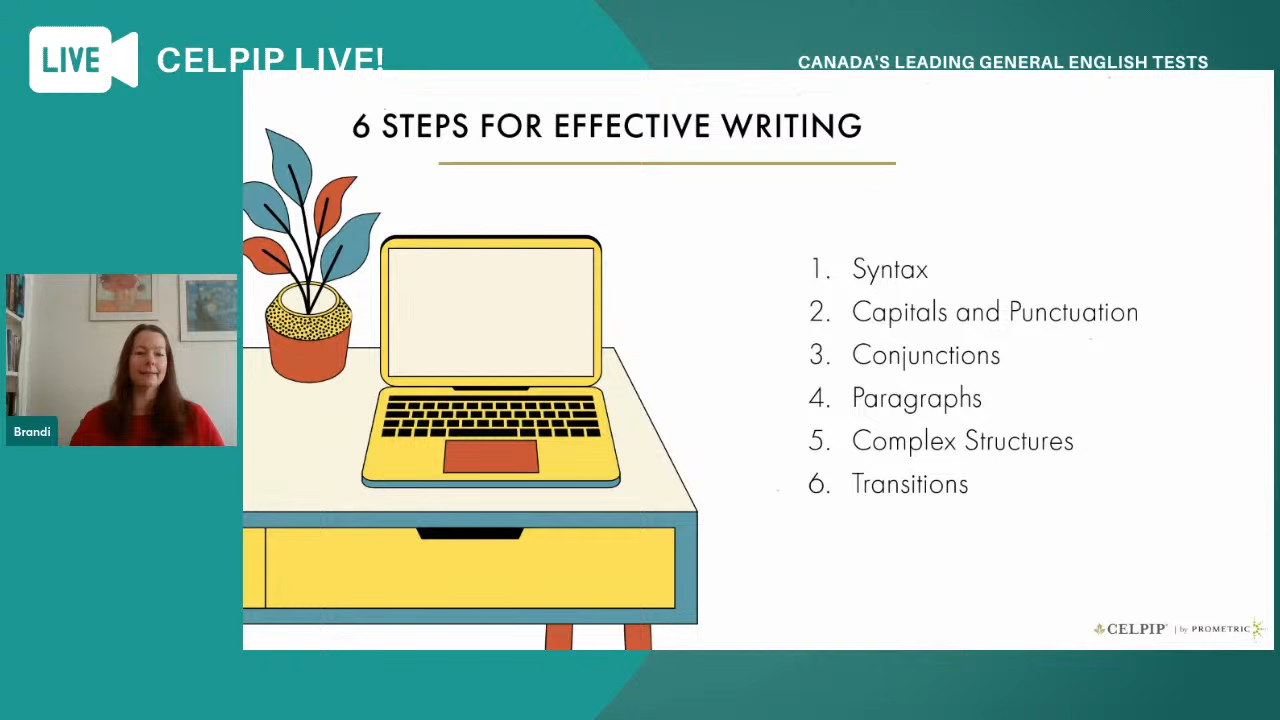 LIVE
CELPIP LIVE!
CANADA'S LEADING GENERAL ENGLISH TESTS
6 STEPS FOR EFFECTIVE WRITING
1. Syntax
2. Capitals and Punctuation
3. Conjunctions
4. Paragraphs
5. Complex Structures
6. Transitions
Brandi
CELPIP® | by PROMETRIC